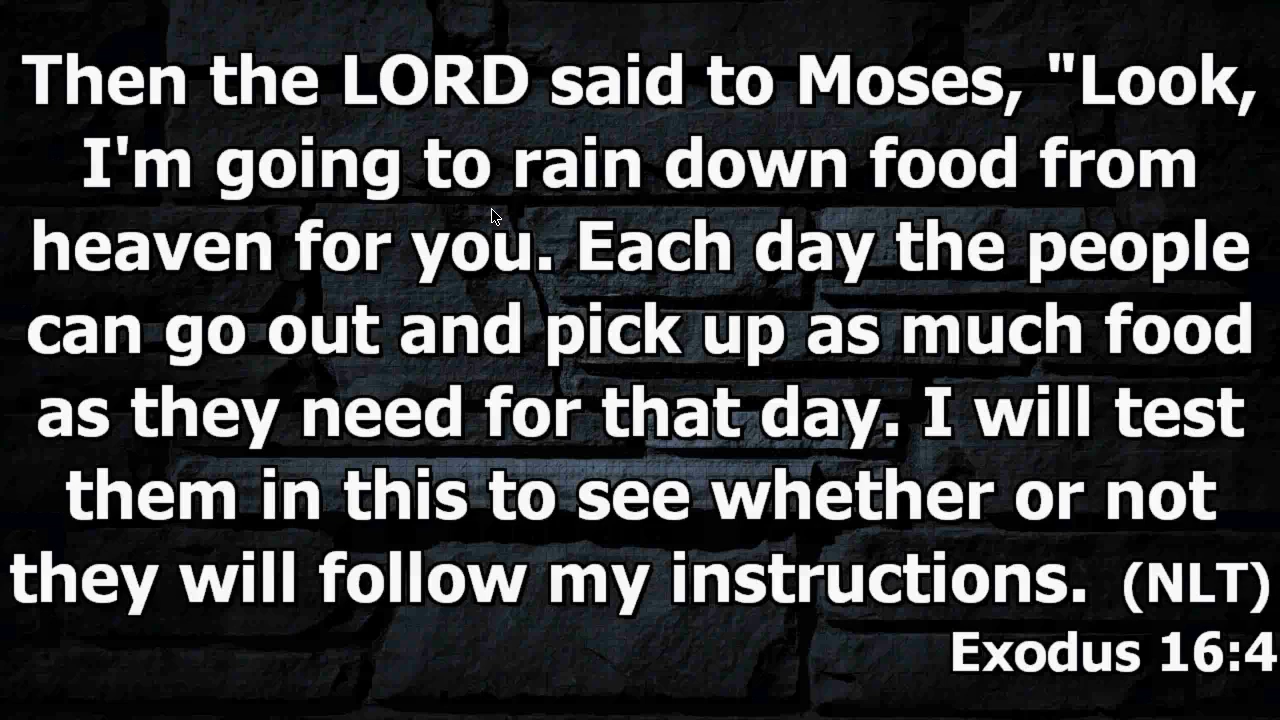 Then the LORD said to Moses, "Look,
I'm going to rain down food from
heaven for you. Each day the people
can go out and pick up as much food
as they need for that day. I will test
them in this to see whether or not
they will follow my instructions. (NLT)
Exodus 16:4